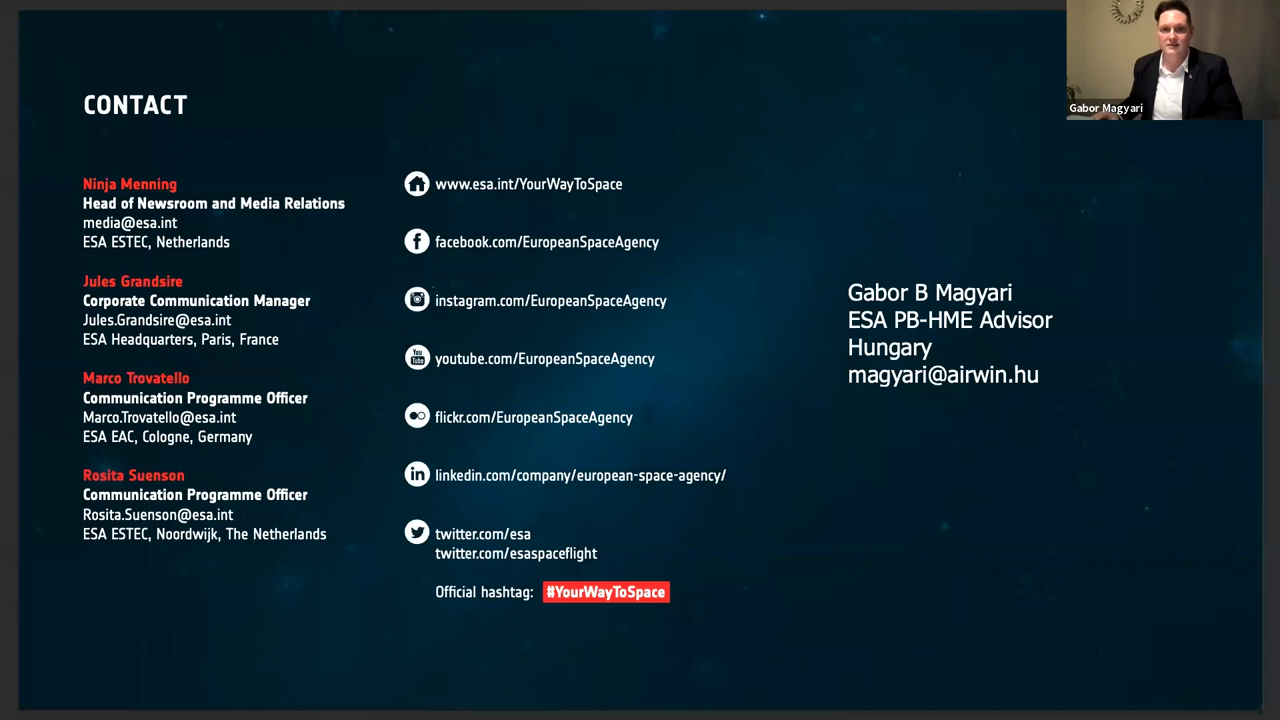 CONTACT
Ninja Menning
Head of Newsroom and Media Relations
media@esa.int
ESA ESTEC, Netherlands
Jules Grandsire
Corporate Communication Manager
Jules.Grandsire@esa.int
ESA Headquarters, Paris, France
Marco Trovatello
Communication Programme Officer
Marco.Trovatello@esa.int
ESA EAC, Cologne, Germany
Rosita Suenson
Communication Programme Officer
Rosita.Suenson@esa.int
ESA ESTEC, Noordwijk, The Netherlands
www.esa.int/YourWayToSpace
facebook.com/EuropeanSpaceAgency
instagram.com/EuropeanSpaceAgency
You
Tube
youtube.com/EuropeanSpaceAgency
flickr.com/EuropeanSpaceAgency
linkedin.com/company/european-space-agency/
twitter.com/esa
twitter.com/esaspaceflight
Official hashtag: #YourWayToSpace
Gabor B Magyari
ESA PB-HME Advisor
Hungary
magyari@airwin.hu
Gabor Magyari